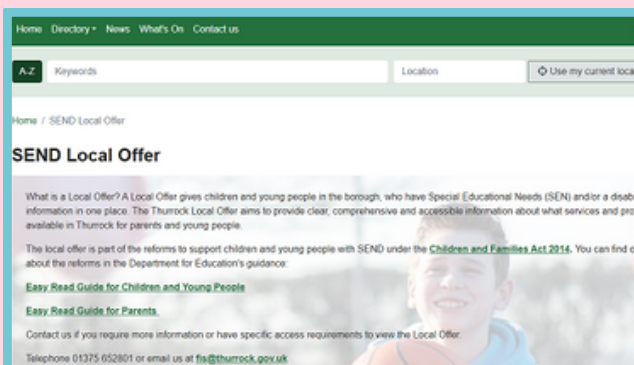 Home Directory News What's On Contact us
A-Z Keywords Location Use my current loca
Home / SEND Local Offer
SEND Local Offer
What is a Local Offer? A Local Offer gives children and young people in the borough, who have Special Educational Needs (SEN) and/or a disab
information in one place. The Thurrock Local Offer aims to provide clear, comprehensive and accessible information about what services and pro
available in Thurrock for parents and young people.
The local offer is part of the reforms to support children and young people with SEND under the Children and Families Act 2014. You can find o
about the reforms in the Department for Education's guidance:
Easy Read Guide for Children and Young People
Easy Read Guide for Parents
Contact us if you require more information or have specific access requirements to view the Local Offer.
Telephone 01375 652801 or email us at fis@thurrock.gov.uk